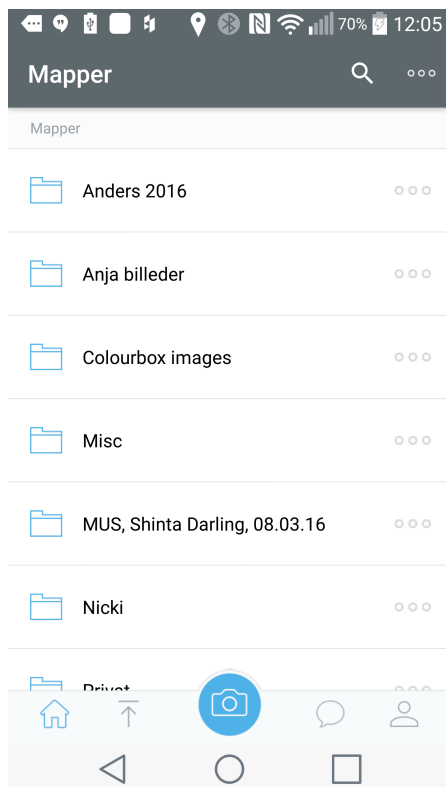 70% 12:05
Mapper
Mapper
Anders 2016
Anja billeder
Colourbox images
Misc
MUS, Shinta Darling, 08.03.16
Nicki
Privat